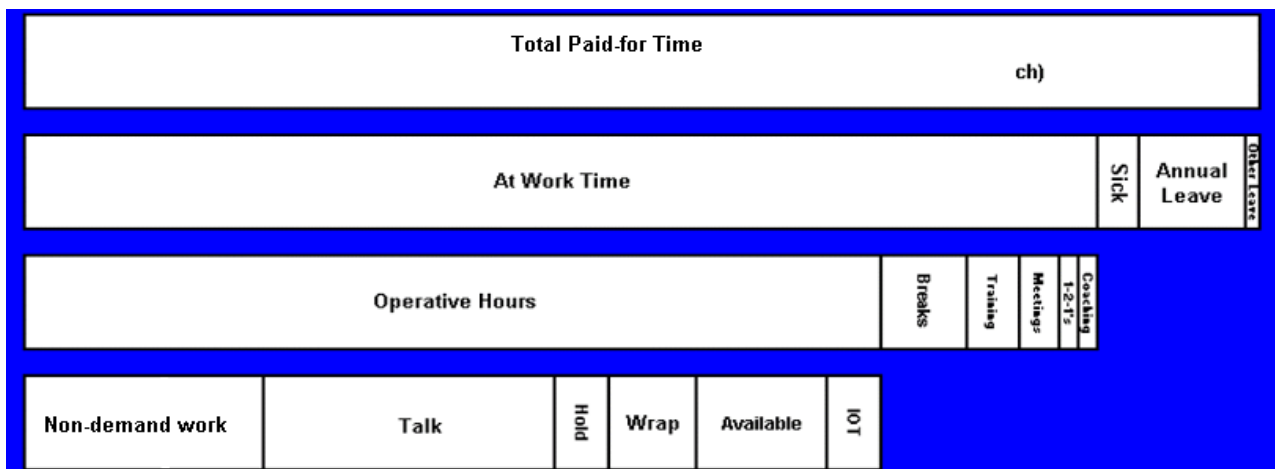 Total Paid-for Time
ch)
At Work Time
Sick
Annual
Leave
Other Leave
Operative Hours
Breaks
Training
Meetings
1-2-1's
Coaching
Non-demand work
Talk
Hold
Wrap
Available
IOT